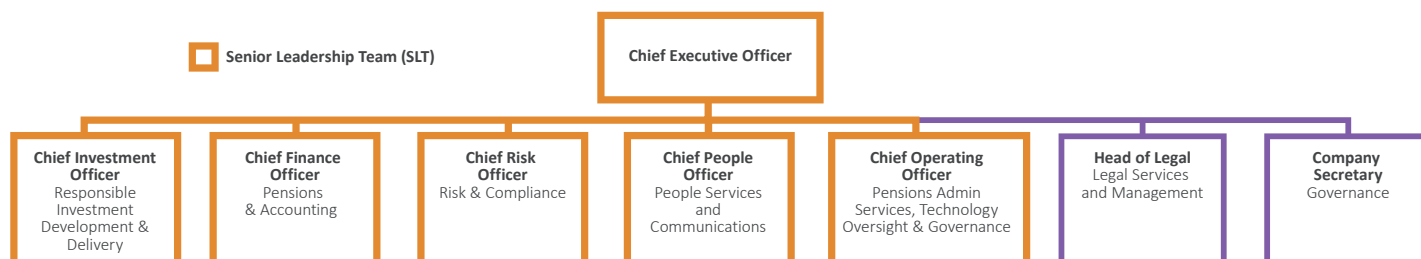 Senior Leadership Team (SLT)
Chief Executive Officer
Chief Investment
Officer
Responsible
Investment
Development &
Delivery
Chief Finance
Officer
Pensions
& Accounting
Chief Risk
Officer
Risk & Compliance
Chief People
Officer
People Services
and
Communications
Chief Operating
Officer
Pensions Admin
Services, Technology
Oversight & Governance
Head of Legal
Legal Services
and Management
Company
Secretary
Governance